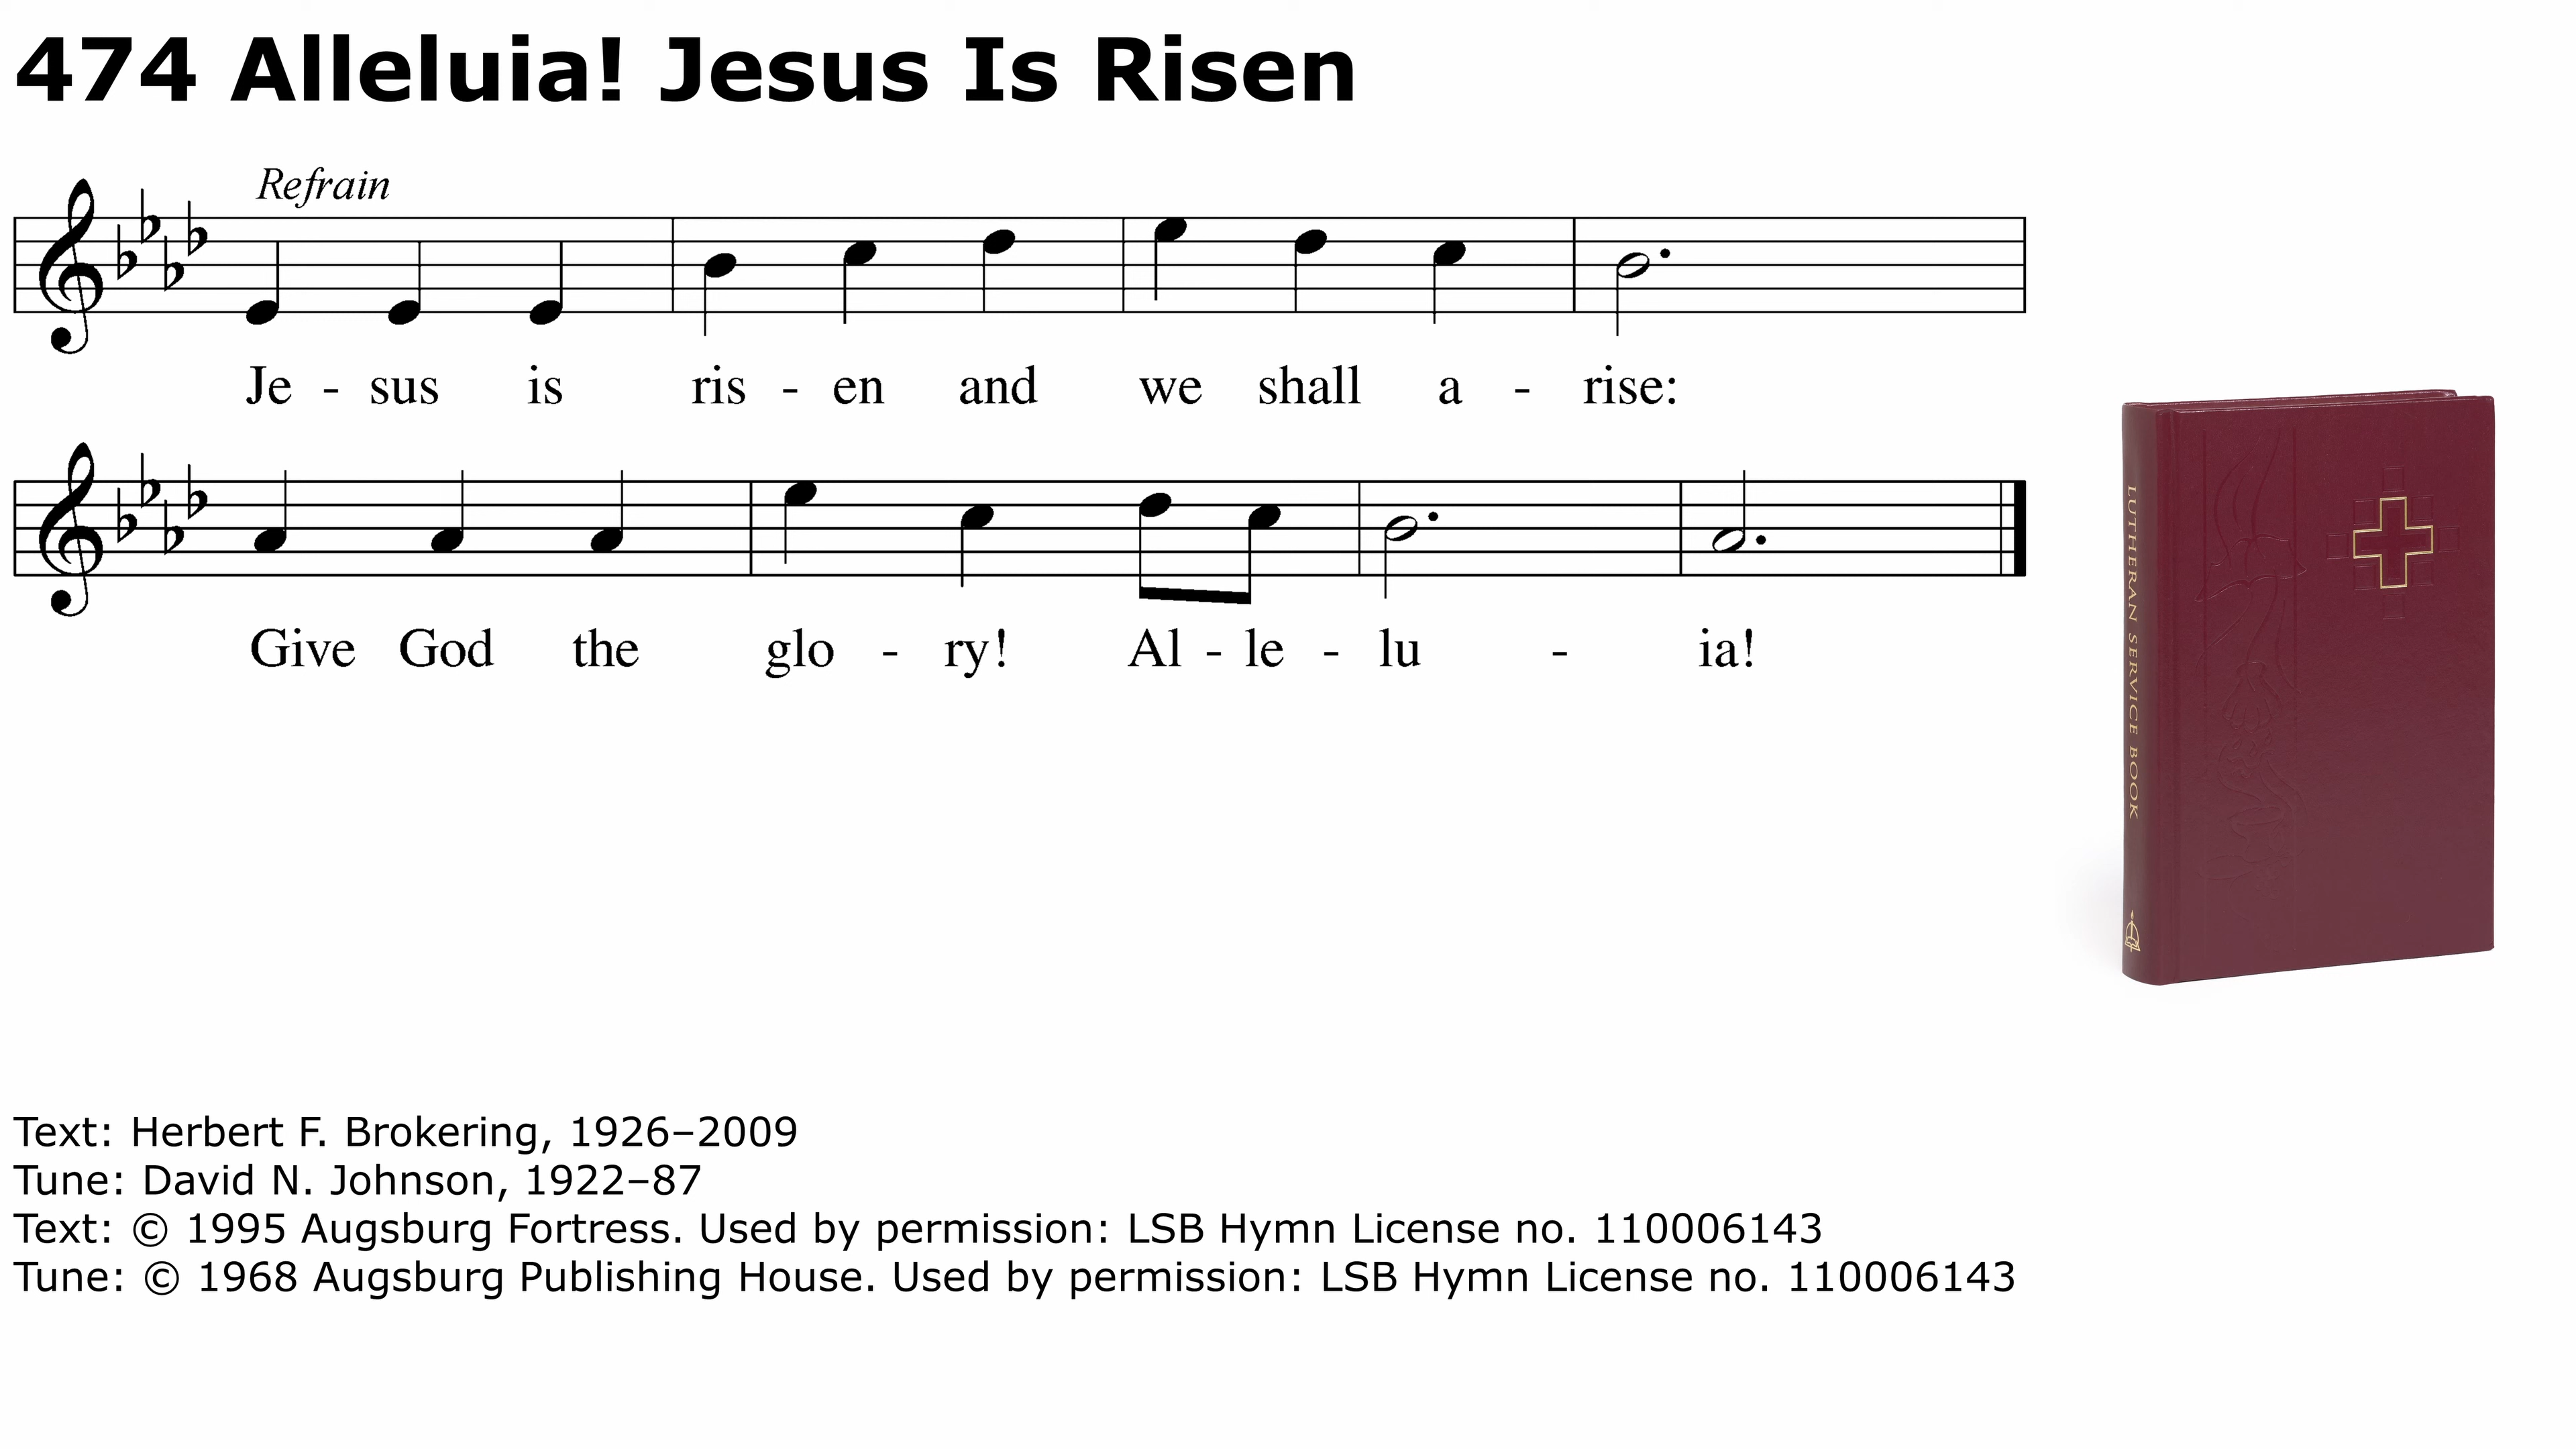 474 Alleluia! Jesus Is Risen
Refrain
Je - sus is ris - en and we shall a - rise:
Give God the glo - ry! Al - le - lu - ia!
LUTHERAN SERVICE BOOK
Text: Herbert F. Brokering, 1926–2009
Tune: David N. Johnson, 1922–87
Text: © 1995 Augsburg Fortress. Used by permission: LSB Hymn License no. 110006143
Tune: © 1968 Augsburg Publishing House. Used by permission: LSB Hymn License no. 110006143